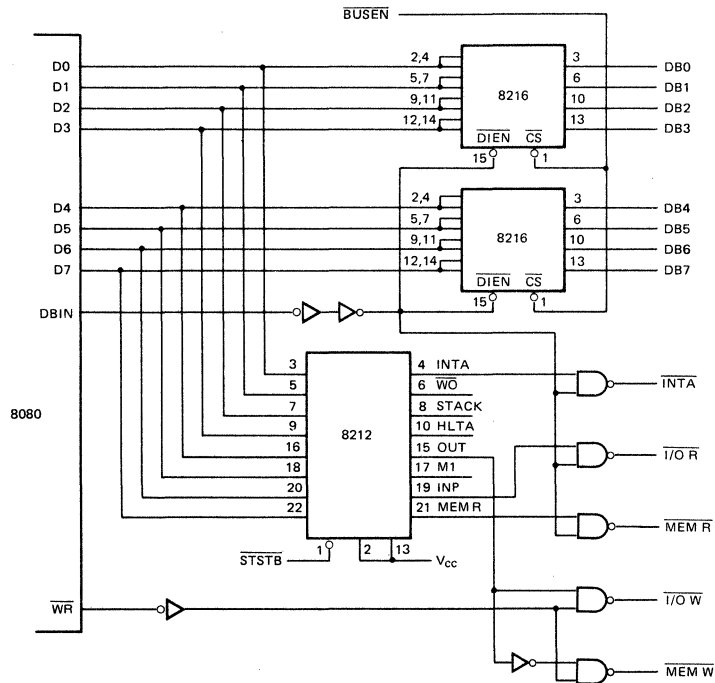 BUSEN
D0 2,4 3 DB0
D1 5,7 6 DB1
D2 9,11 8216 10 DB2
D3 12,14 13 DB3
DIEN CS
15 1
D4 2,4 3 DB4
D5 5,7 6 DB5
D6 9,11 8216 10 DB6
D7 12,14 13 DB7
DIEN CS
15 1
DBIN
3 4 INTA INTA
5 6 WO
7 8 STACK
8080 9 8212 10 HLTA
16 15 OUT I/O R
18 17 M1
20 19 INP
22 21 MEM R MEM R
STSTB 1 2 13 Vcc
WR I/O W
MEM W